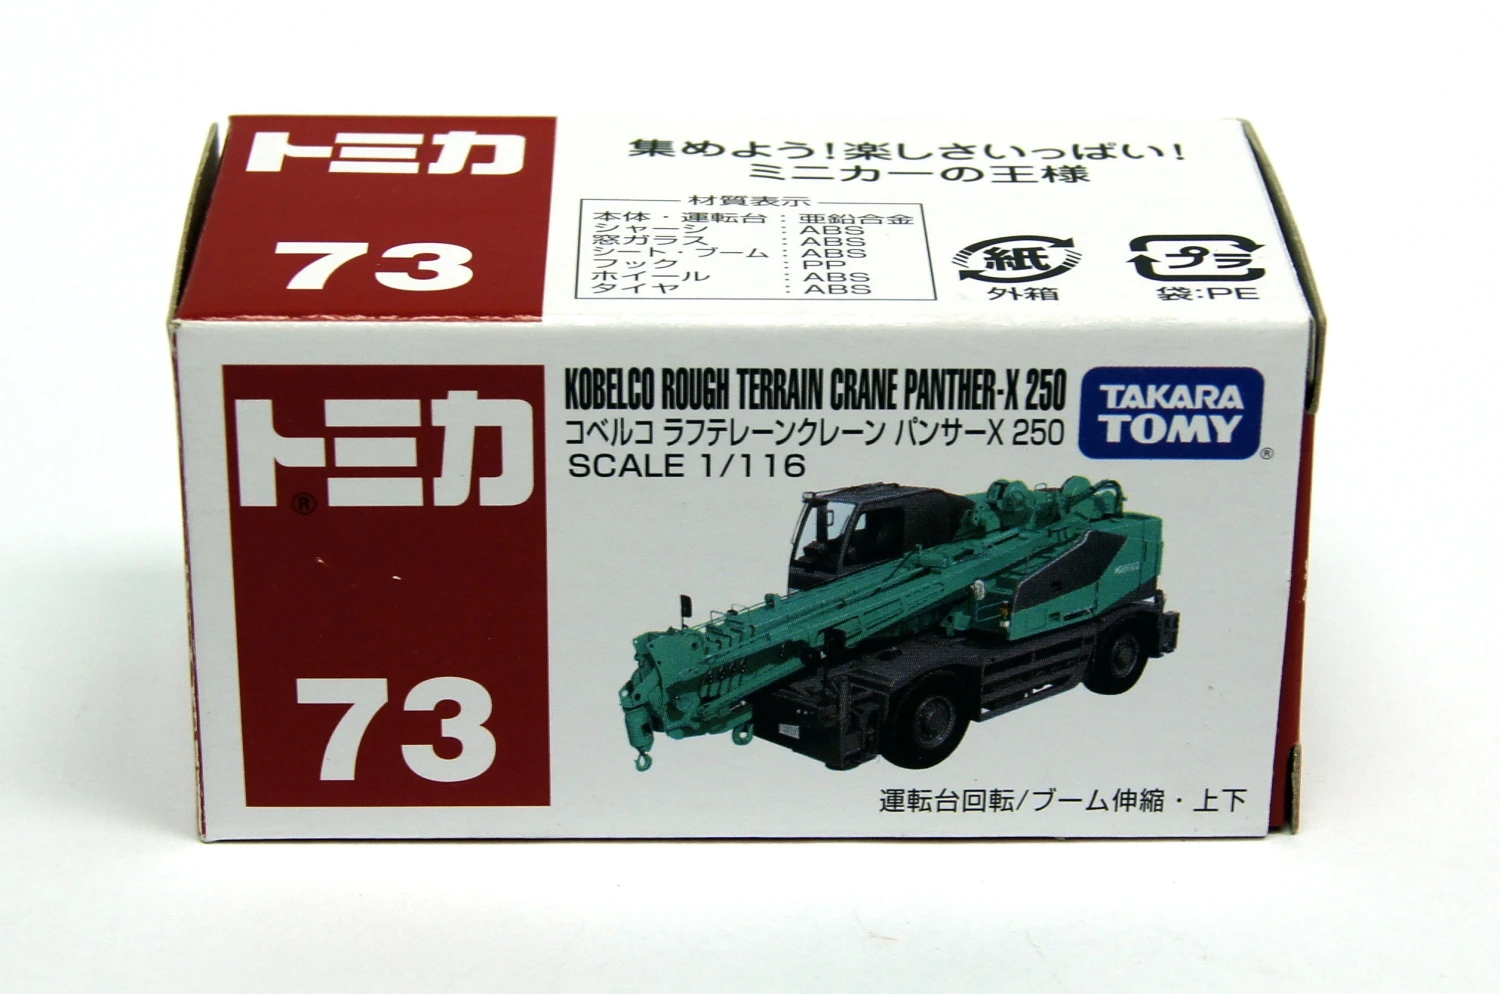 トミカ
73
集めよう!楽しさいっぱい!
ミニカーの王様
材質表示
本体・運転台:亜鉛合金
シャーシ:ABS
窓ガラス:ABS
シート・ブーム:ABS
フック:PP
ホイール:ABS
タイヤ:ABS
紙
外箱
プラ
袋:PE
トミカ®
73
KOBELCO ROUGH TERRAIN CRANE PANTHER-X 250
コベルコ ラフテレーンクレーン パンサーX 250
SCALE 1/116
TAKARA
TOMY®
運転台回転/ブーム伸縮・上下